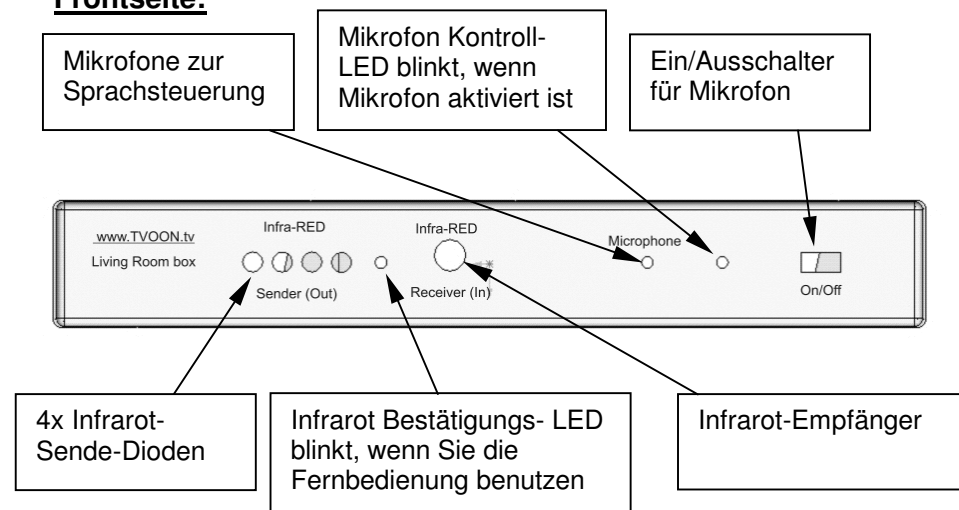 Frontseite:
Mikrofone zur
Sprachsteuerung
Mikrofon Kontroll-
LED blinkt, wenn
Mikrofon aktiviert ist
Ein/Ausschalter
für Mikrofon
www.TVOON.tv
Living Room box
Infra-RED
Sender (Out)
Infra-RED
Receiver (In)
Microphone
On/Off
4x Infrarot-
Sende-Dioden
Infrarot Bestätigungs- LED
blinkt, wenn Sie die
Fernbedienung benutzen
Infrarot-Empfänger